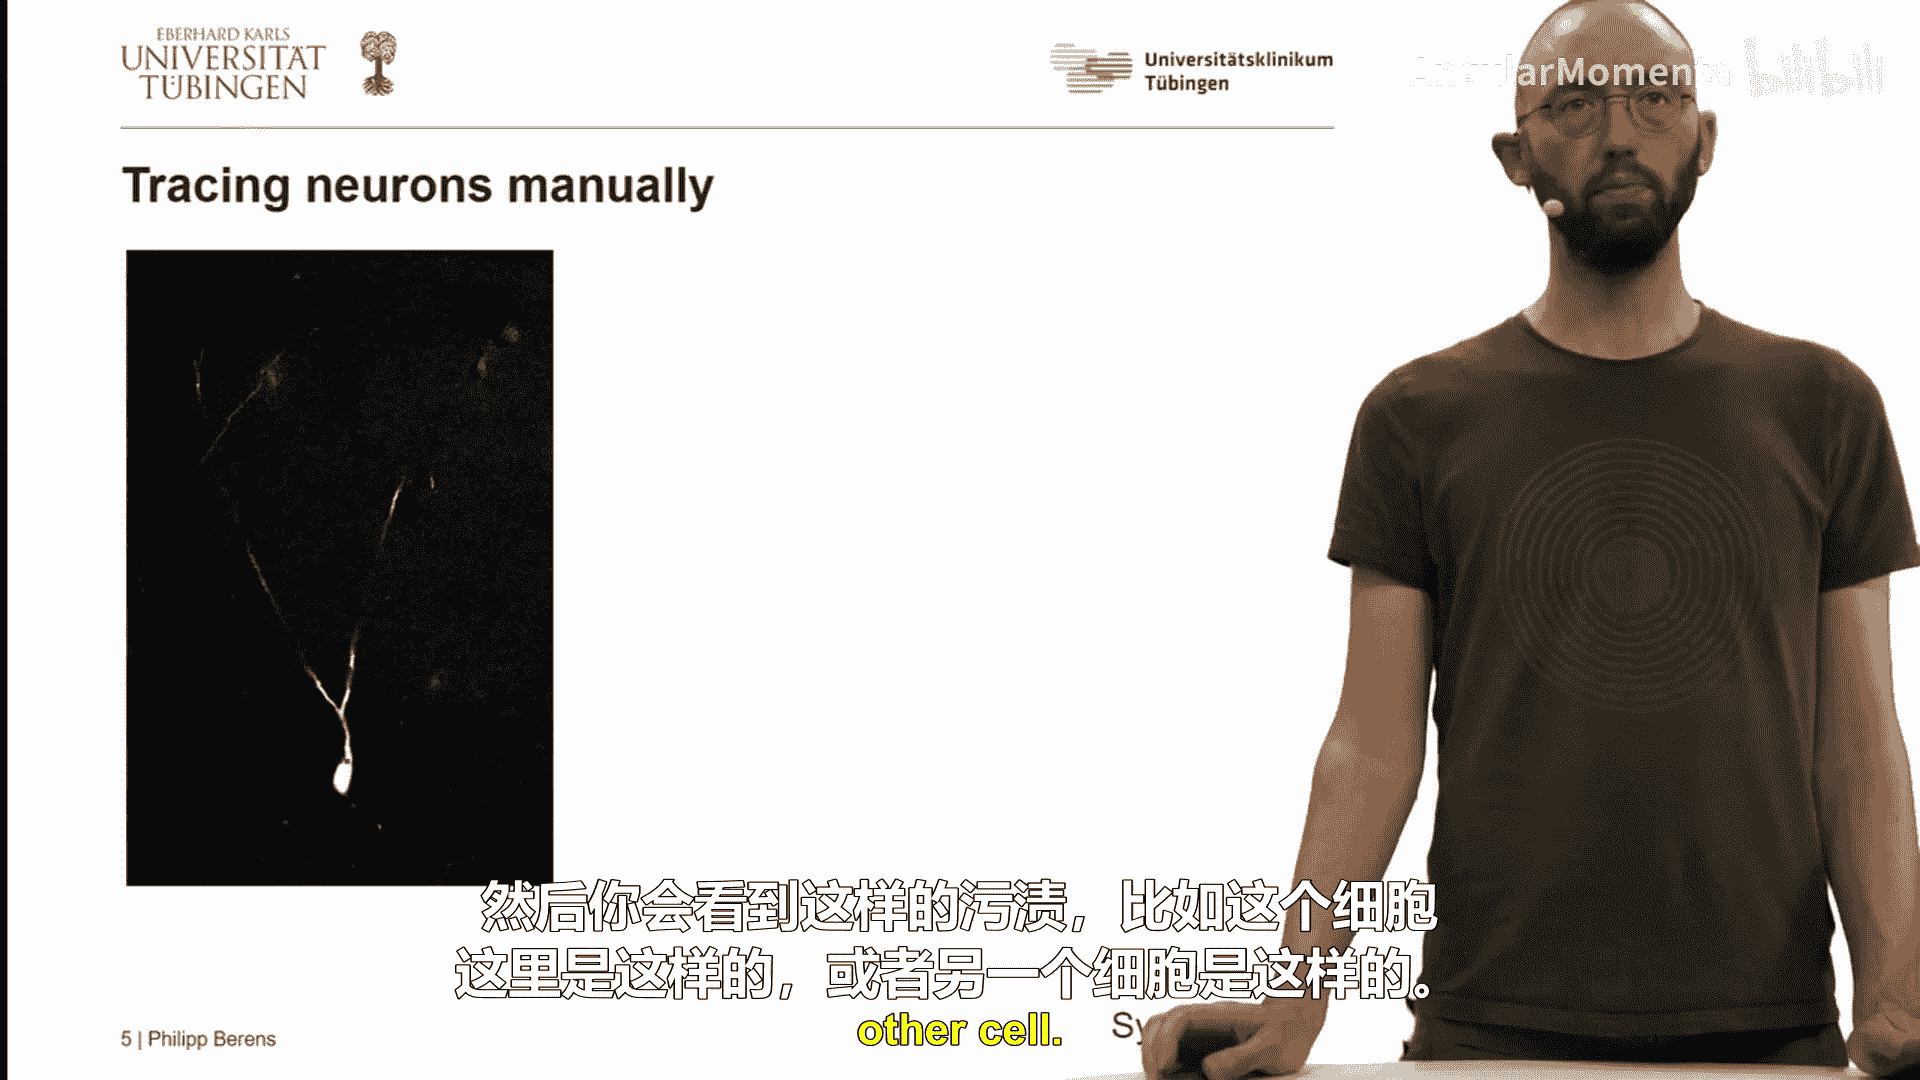 EBERHARD KARLS
UNIVERSITÄT
TÜBINGEN
Universitätsklinikum
Tübingen
bilibili
Tracing neurons manually
然后你会看到这样的污渍，比如这个细胞
这里是这样的，或者另一个细胞是这样的。
other cell.
5 | Philipp Berens